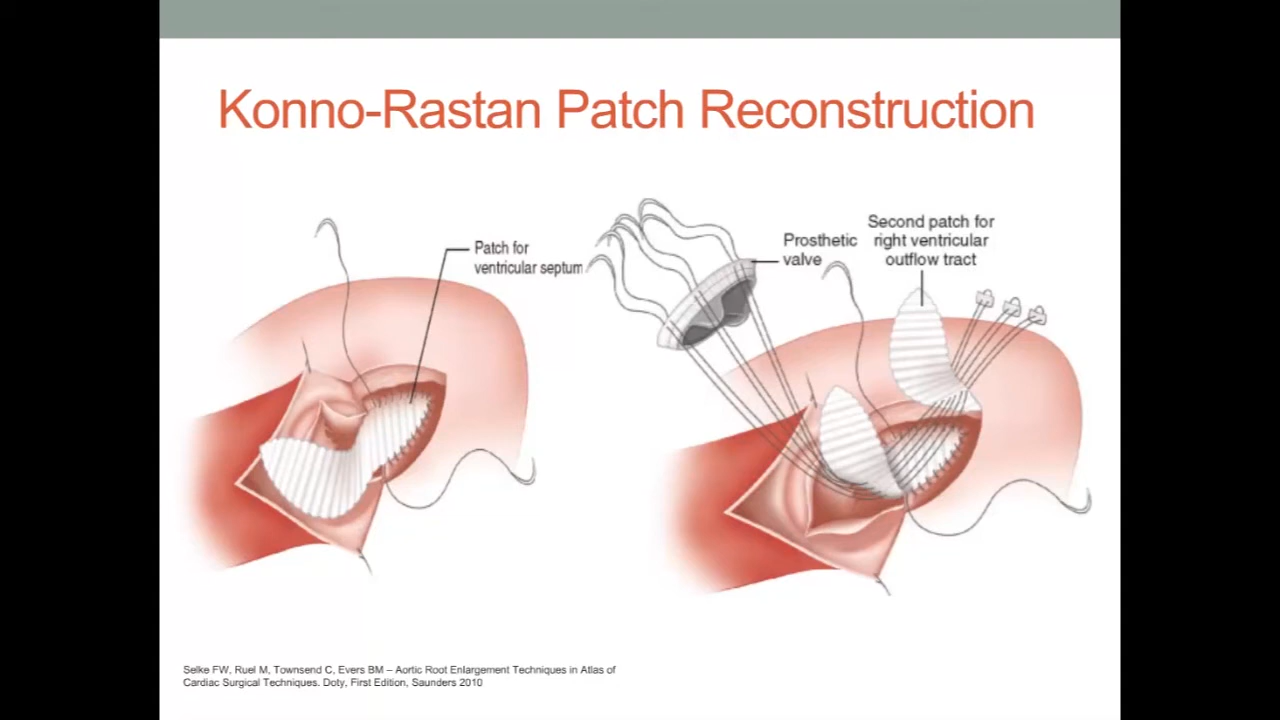 Konno-Rastan Patch Reconstruction
Patch for
ventricular septum
Prosthetic
valve
Second patch for
right ventricular
outflow tract
Selke FW, Ruel M, Townsend C, Evers BM – Aortic Root Enlargement Techniques in Atlas of
Cardiac Surgical Techniques. Doty, First Edition, Saunders 2010